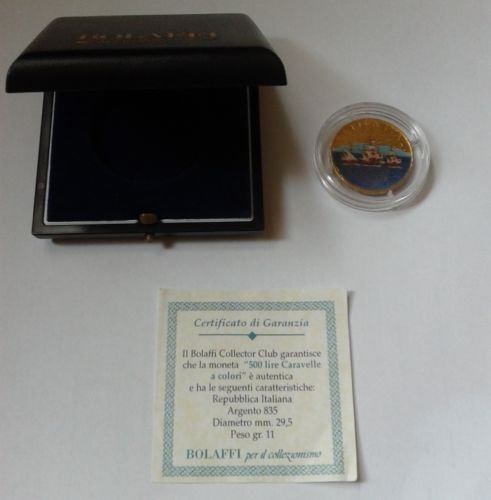 BOLAFFI
Certificato di Garanzia
Il Bolaffi Collector Club garantisce
che la moneta "500 lire Caravelle
a colori" è autentica
e ha le seguenti caratteristiche:
Repubblica Italiana
Argento 835
Diametro mm. 29,5
Peso gr. 11
BOLAFFI per il collezionismo